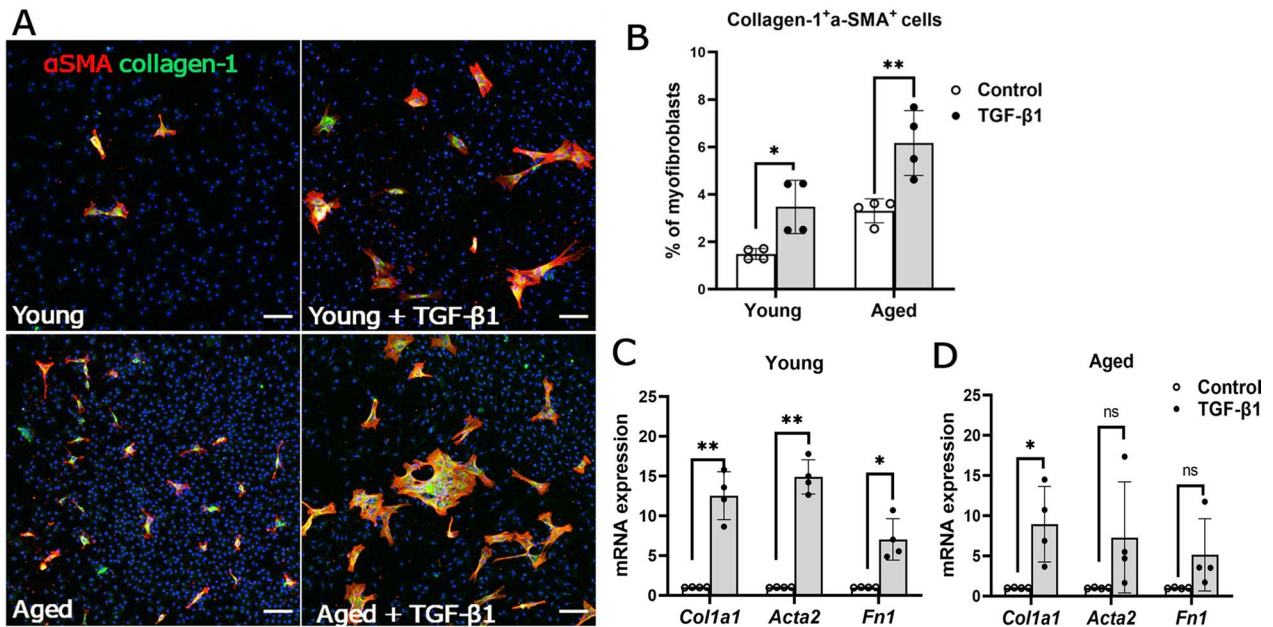 A
αSMA collagen-1
Young
Young + TGF-β1
Aged
Aged + TGF-β1
B
Collagen-1+a-SMA+ cells
% of myofibroblasts
10
8
6
4
2
0
*
**
Control
TGF-β1
Young
Aged
C
Young
mRNA expression
25
20
15
10
5
0
**
**
*
Col1a1
Acta2
Fn1
D
Aged
mRNA expression
25
20
15
10
5
0
*
ns
ns
Control
TGF-β1
Col1a1
Acta2
Fn1